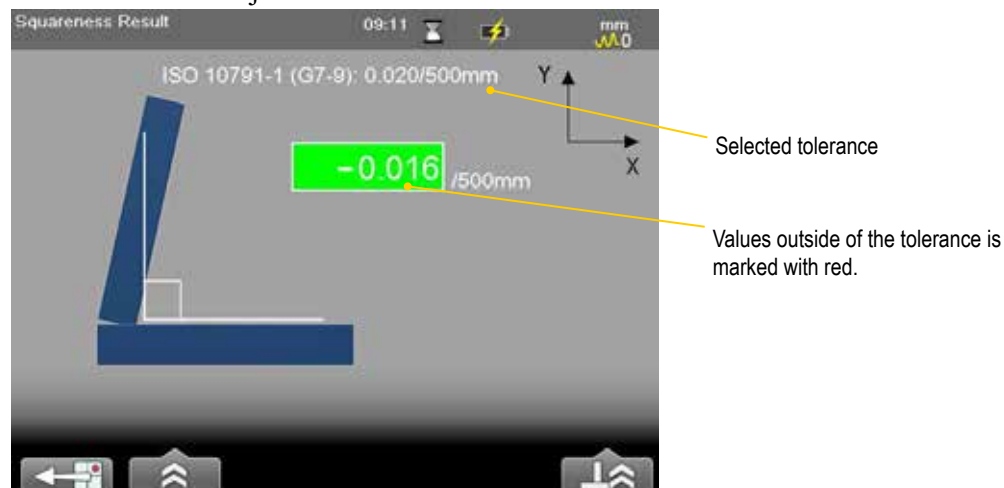 Squareness Result 09:11 mm
0
ISO 10791-1 (G7-9): 0.020/500mm Y
Selected tolerance
-0.016 /500mm X
Values outside of the tolerance is
marked with red.